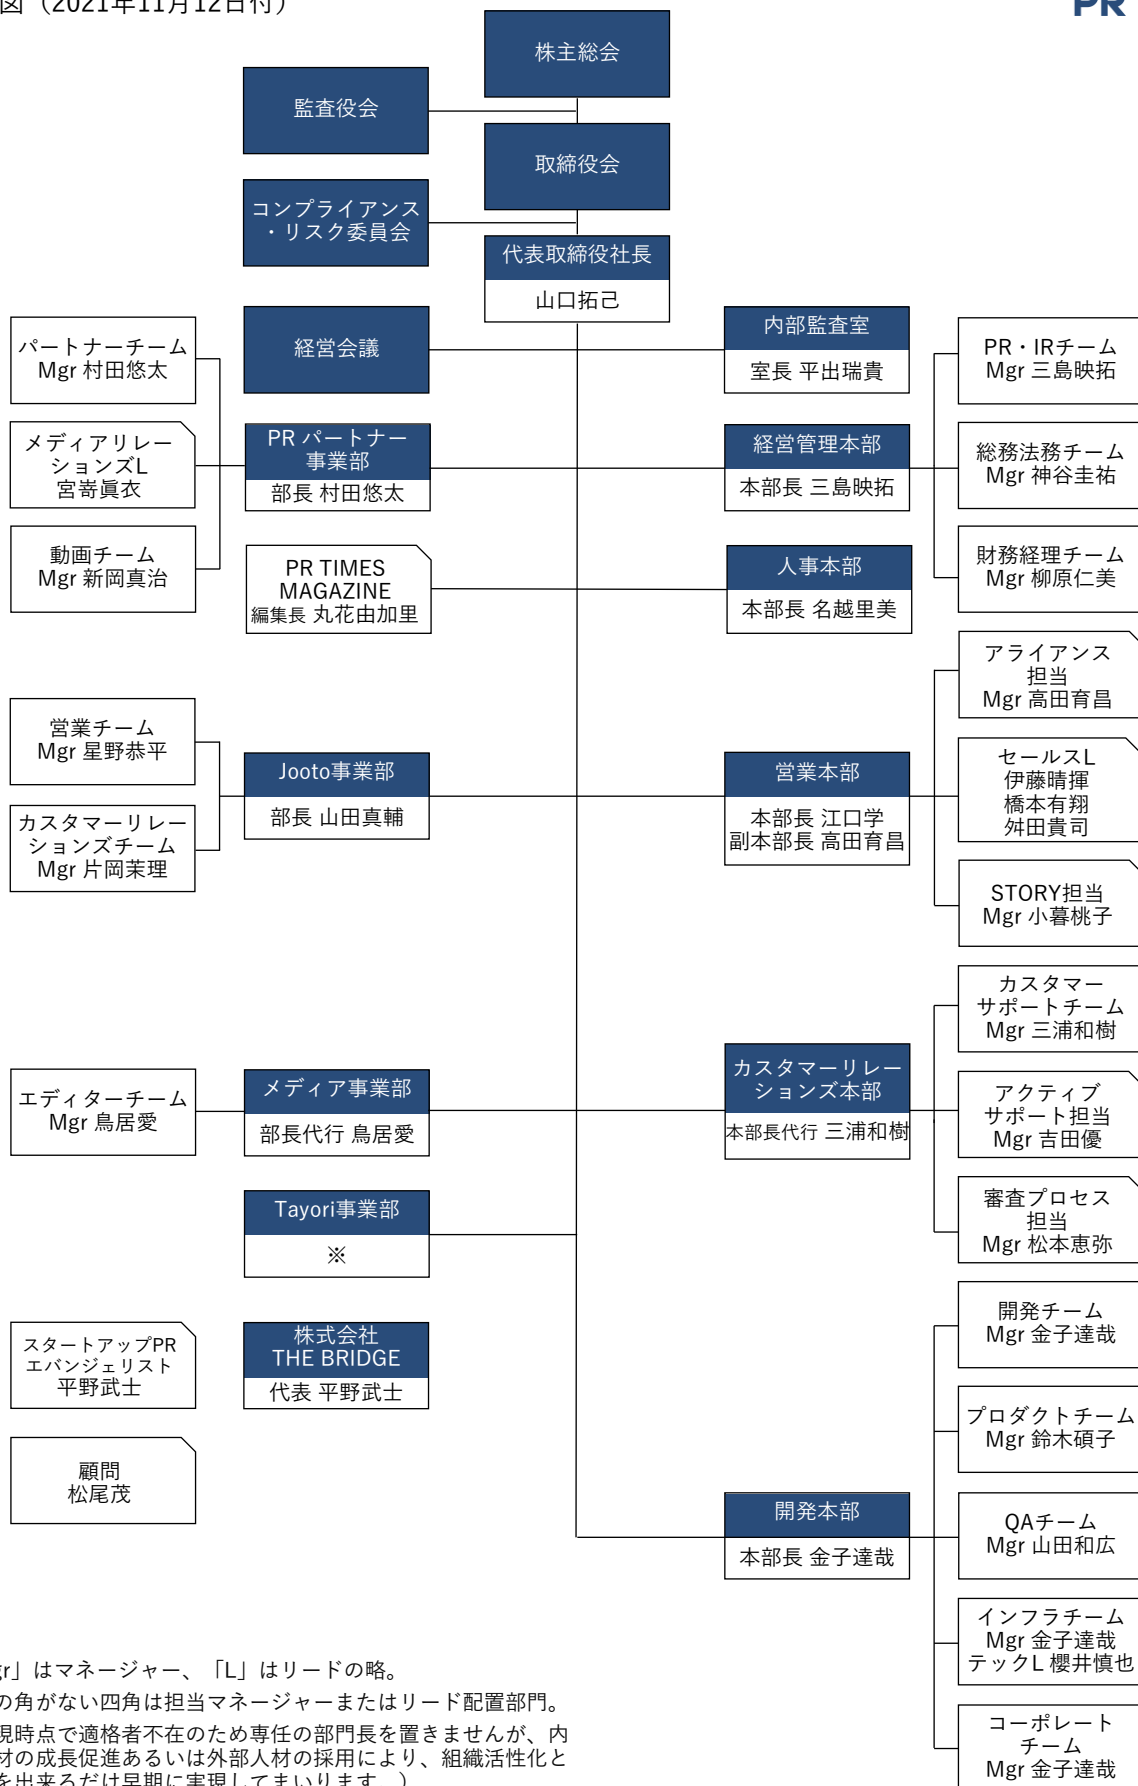 図（2021年11月12日付）
PR
株主総会
監査役会
取締役会
コンプライアンス
・リスク委員会
代表取締役社長
山口拓己
経営会議
内部監査室
室長 平出瑞貴
パートナーチーム
Mgr 村田悠太
メディアリレー
ションズL
宮嵜眞衣
動画チーム
Mgr 新岡真治
PR パートナー
事業部
部長 村田悠太
経営管理本部
本部長 三島映拓
PR・IRチーム
Mgr 三島映拓
総務法務チーム
Mgr 神谷圭祐
財務経理チーム
Mgr 柳原仁美
PR TIMES
MAGAZINE
編集長 丸花由加里
人事本部
本部長 名越里美
営業チーム
Mgr 星野恭平
カスタマーリレー
ションズチーム
Mgr 片岡茉理
Jooto事業部
部長 山田真輔
営業本部
本部長 江口学
副本部長 高田育昌
アライアンス
担当
Mgr 高田育昌
セールスL
伊藤晴揮
橋本有翔
舛田貴司
STORY担当
Mgr 小暮桃子
エディターチーム
Mgr 鳥居愛
メディア事業部
部長代行 鳥居愛
カスタマーリレー
ションズ本部
本部長代行 三浦和樹
カスタマー
サポートチーム
Mgr 三浦和樹
アクティブ
サポート担当
Mgr 吉田優
審査プロセス
担当
Mgr 松本恵弥
Tayori事業部
※
スタートアップPR
エバンジェリスト
平野武士
株式会社
THE BRIDGE
代表 平野武士
顧問
松尾茂
開発本部
本部長 金子達哉
開発チーム
Mgr 金子達哉
プロダクトチーム
Mgr 鈴木碩子
QAチーム
Mgr 山田和広
インフラチーム
Mgr 金子達哉
テックL 櫻井慎也
コーポレート
チーム
Mgr 金子達哉
gr」はマネージャー、「L」はリードの略。
の角がない四角は担当マネージャーまたはリード配置部門。
現時点で適格者不在のため専任の部門長を置きませんが、内
材の成長促進あるいは外部人材の採用により、組織活性化と
を出来るだけ早期に実現してまいります。）